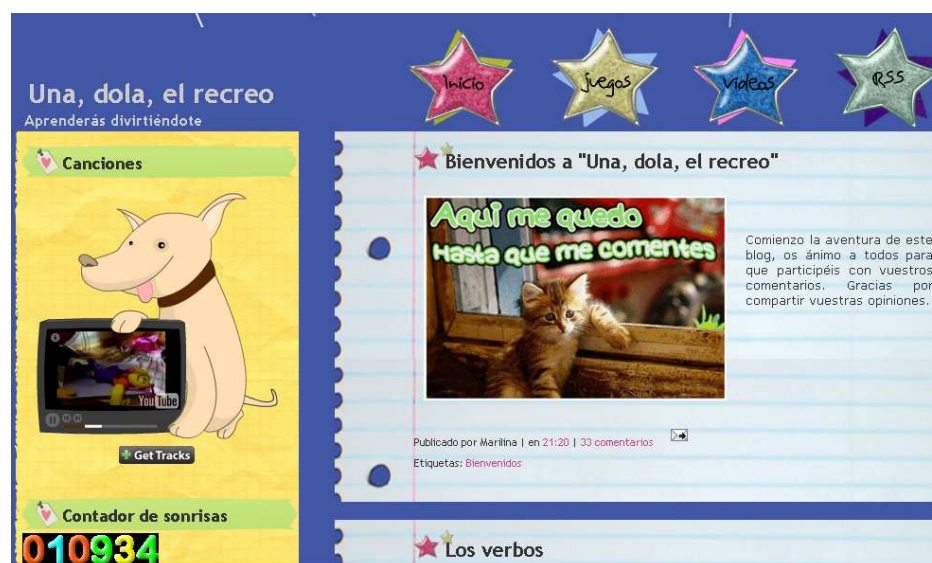 Inicio
juegos
videos
RSS
Una, dola, el recreo
Aprenderás divirtiéndote
Canciones
YouTube
Get Tracks
Contador de sonrisas
010934
Bienvenidos a "Una, dola, el recreo"
Aqui me quedo
Hasta que me comentes
Comienzo la aventura de este
blog, os ánimo a todos para
que participéis con vuestros
comentarios. Gracias por
compartir vuestras opiniones.
Publicado por Marilina | en 21:20 | 33 comentarios
Etiquetas: Bienvenidos
Los verbos